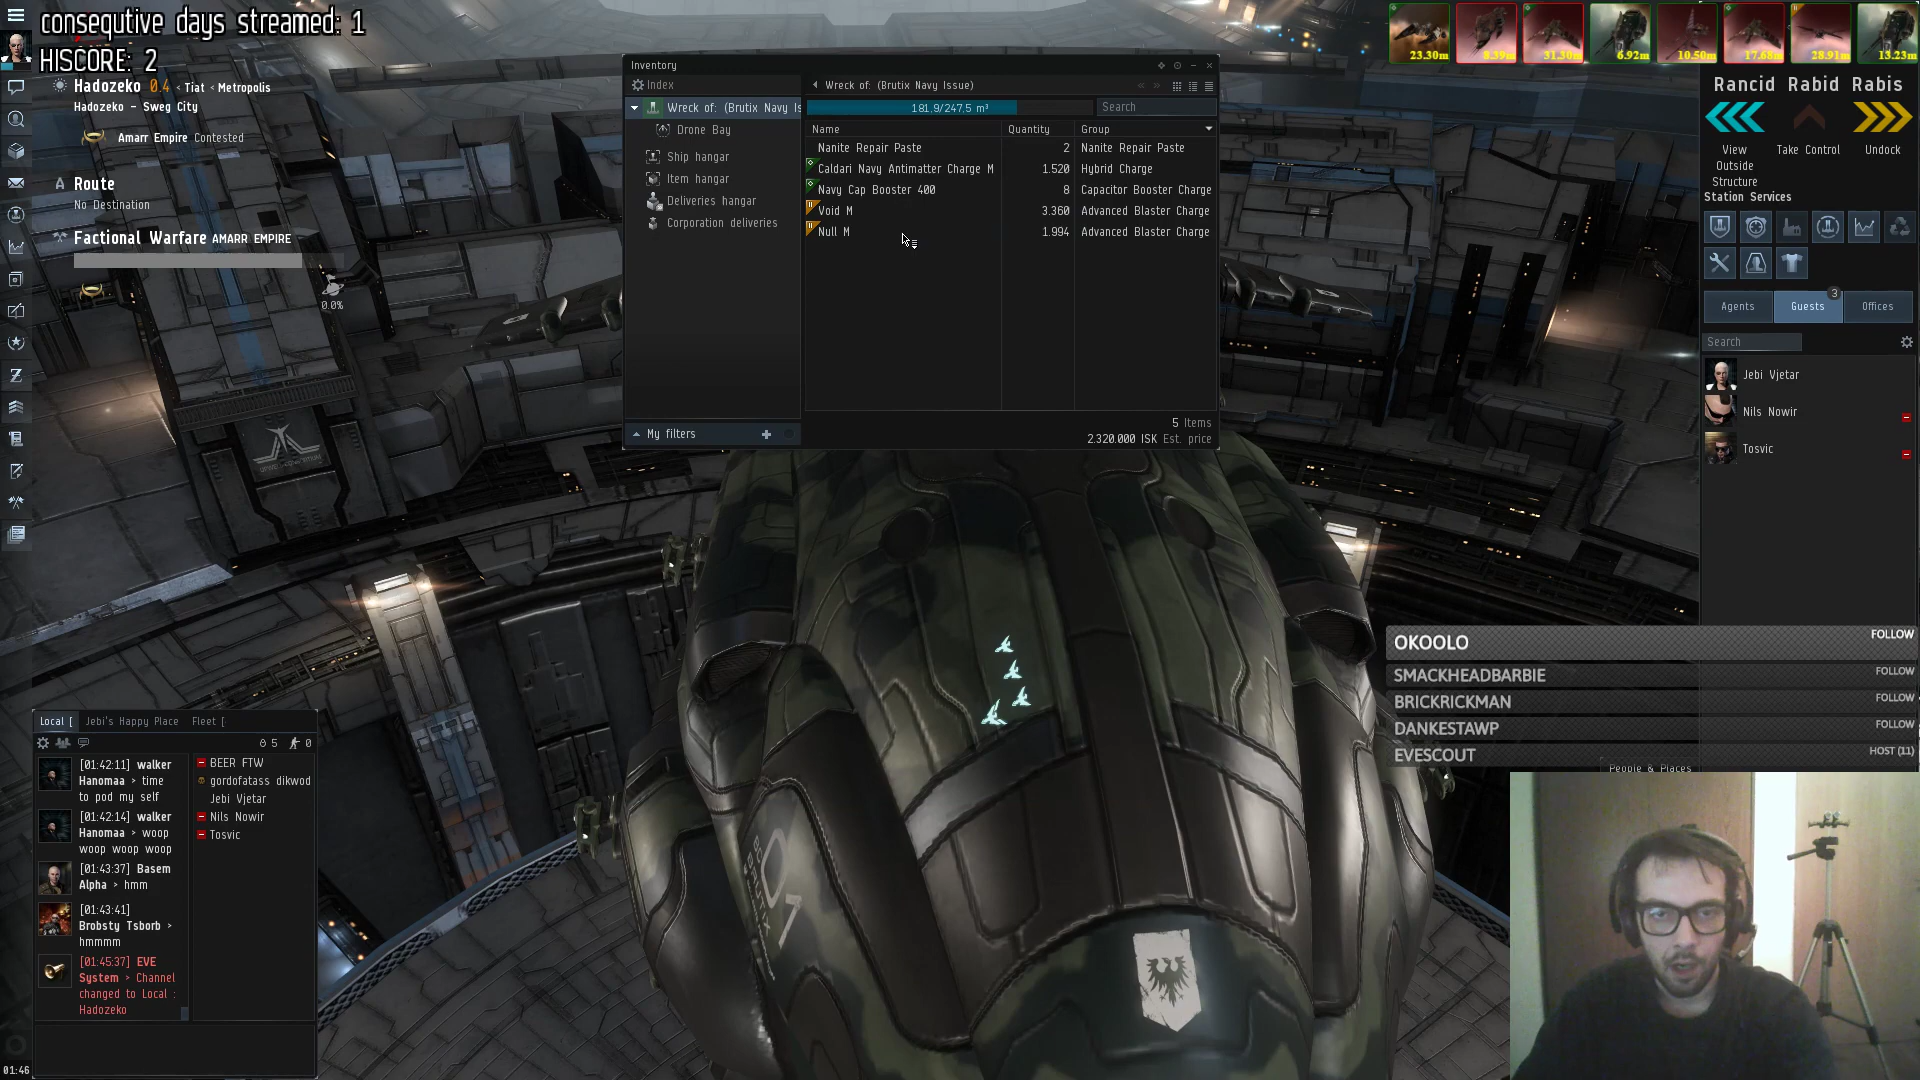 consequtive days streamed: 1
HISCORE: 2
Hadozeko 0.4 < Tiat < Metropolis
Hadozeko - Sweg City
Amarr Empire Contested
Route
No Destination
Factional Warfare AMARR EMPIRE
0.0%
Inventory
Index
Wreck of: (Brutix Navy Is
Drone Bay
Ship hangar
Item hangar
Deliveries hangar
Corporation deliveries
My filters
Wreck of: (Brutix Navy Issue)
181,9/247,5 m³
Search
Name Quantity Group
Nanite Repair Paste 2 Nanite Repair Paste
Caldari Navy Antimatter Charge M 1.520 Hybrid Charge
Navy Cap Booster 400 8 Capacitor Booster Charge
Void M 3.360 Advanced Blaster Charge
Null M 1.994 Advanced Blaster Charge
5 Items
2.320.000 ISK Est. price
23.30m 8.39m 31.30m 6.92m 10.50m 17.68m 28.91m 13.23m
Rancid Rabid Rabis
View Outside Structure
Take Control
Undock
Station Services
Agents
Guests
3
Offices
Search
Jebi Vjetar
Nils Nowir
Tosvic
OKOOLO FOLLOW
SMACKHEADBARBIE FOLLOW
BRICKRICKMAN FOLLOW
DANKESTAWP FOLLOW
EVESCOUT HOST (11)
People & Places
Local [
Jebi's Happy Place
Fleet [
0 5
0
[01:42:11] walker
Hanomaa > time
to pod my self
[01:42:14] walker
Hanomaa > woop
woop woop woop
[01:43:37] Basem
Alpha > hmm
[01:43:41]
Brobsty Tsborb >
hmmmm
[01:45:37] EVE
System > Channel
changed to Local :
Hadozeko
BEER FTW
gordofatass dikwod
Jebi Vjetar
Nils Nowir
Tosvic
01:46